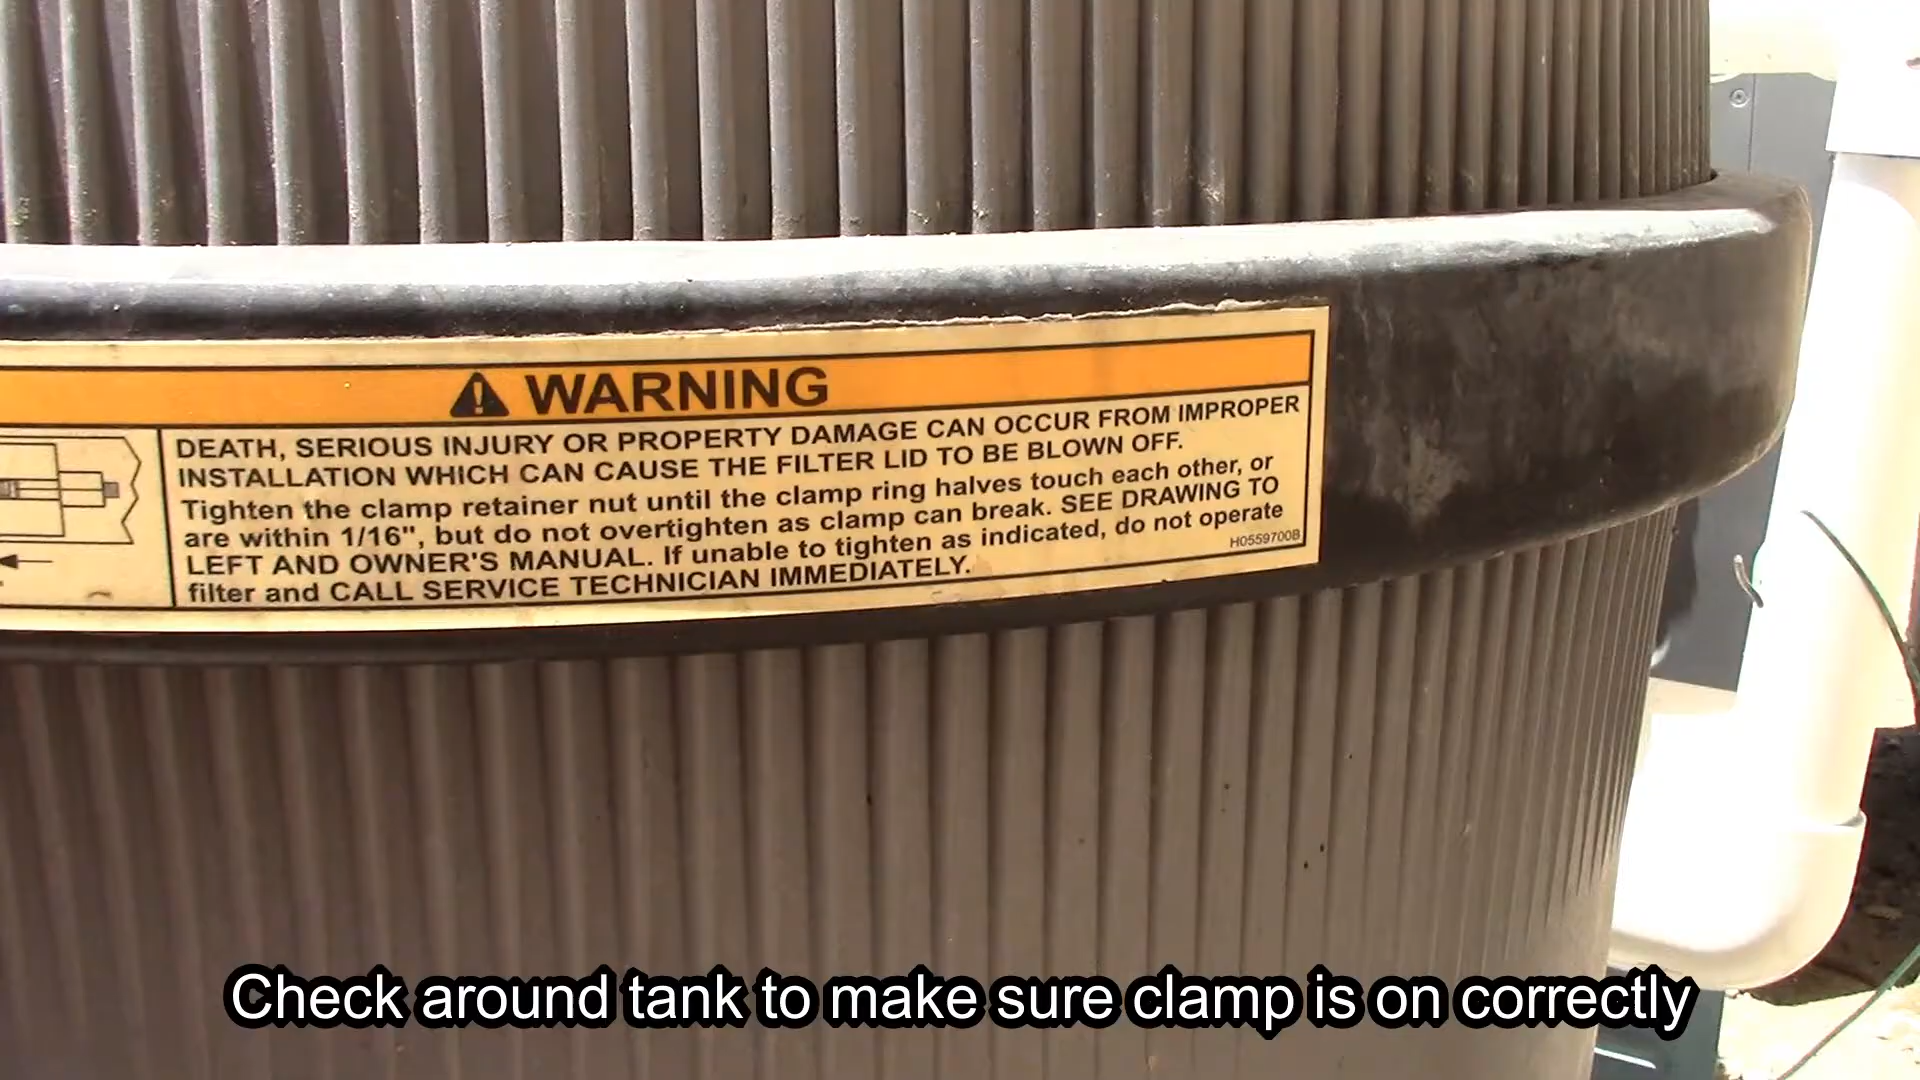 WARNING
DEATH, SERIOUS INJURY OR PROPERTY DAMAGE CAN OCCUR FROM IMPROPER
INSTALLATION WHICH CAN CAUSE THE FILTER LID TO BE BLOWN OFF.
Tighten the clamp retainer nut until the clamp ring halves touch each other, or
are within 1/16", but do not overtighten as clamp can break. SEE DRAWING TO
LEFT AND OWNER'S MANUAL. If unable to tighten as indicated, do not operate
filter and CALL SERVICE TECHNICIAN IMMEDIATELY.
H0559700B
Check around tank to make sure clamp is on correctly